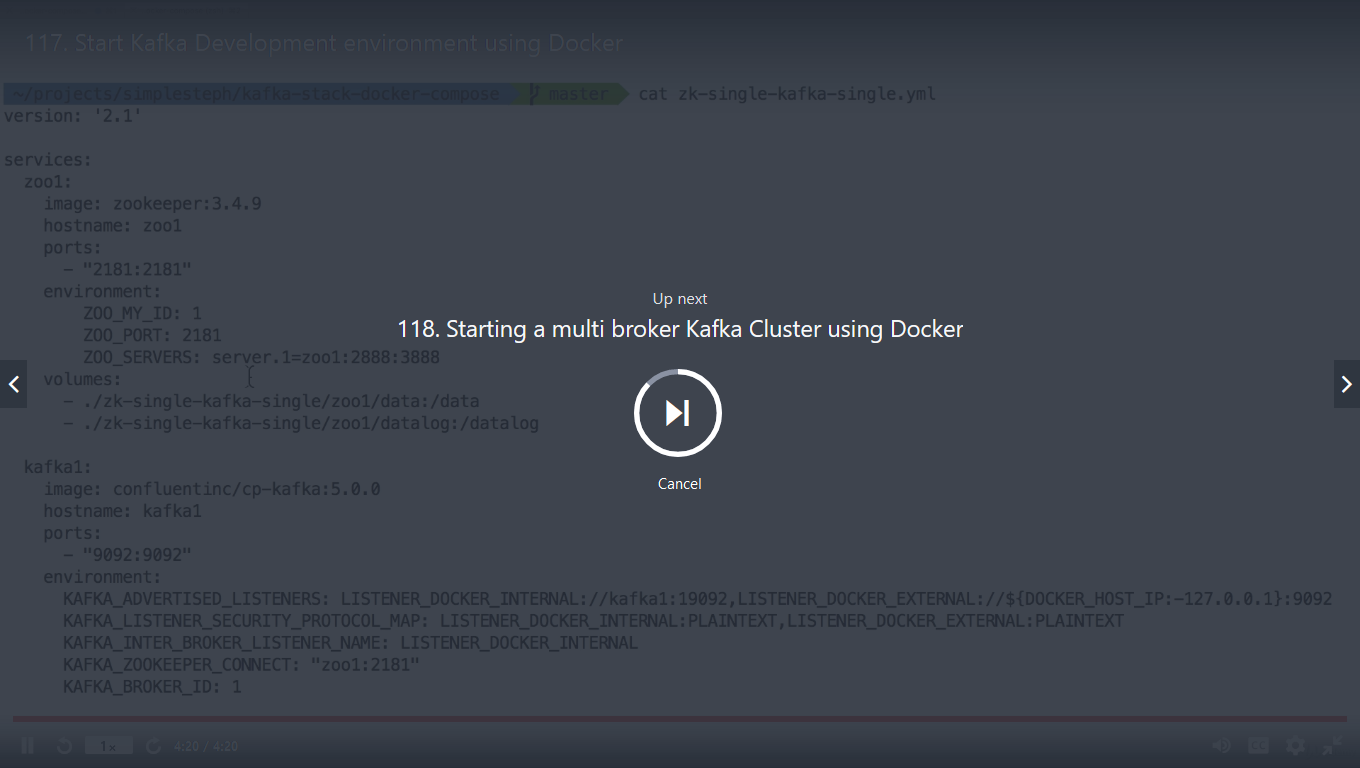 117. Start Kafka Development environment using Docker
~/projects/simplesteph/kafka-stack-docker-compose master cat zk-single-kafka-single.yml
version: '2.1'
services:
zoo1:
image: zookeeper:3.4.9
hostname: zoo1
ports:
- "2181:2181"
environment:
ZOO_MY_ID: 1
ZOO_PORT: 2181
ZOO_SERVERS: server.1=zoo1:2888:3888
volumes:
- ./zk-single-kafka-single/zoo1/data:/data
- ./zk-single-kafka-single/zoo1/datalog:/datalog
Up next
118. Starting a multi broker Kafka Cluster using Docker
Cancel
kafka1:
image: confluentinc/cp-kafka:5.0.0
hostname: kafka1
ports:
- "9092:9092"
environment:
KAFKA_ADVERTISED_LISTENERS: LISTENER_DOCKER_INTERNAL://kafka1:19092,LISTENER_DOCKER_EXTERNAL://${DOCKER_HOST_IP:-127.0.0.1}:9092
KAFKA_LISTENER_SECURITY_PROTOCOL_MAP: LISTENER_DOCKER_INTERNAL:PLAINTEXT,LISTENER_DOCKER_EXTERNAL:PLAINTEXT
KAFKA_INTER_BROKER_LISTENER_NAME: LISTENER_DOCKER_INTERNAL
KAFKA_ZOOKEEPER_CONNECT: "zoo1:2181"
KAFKA_BROKER_ID: 1
1x 4:20 / 4:20 CC